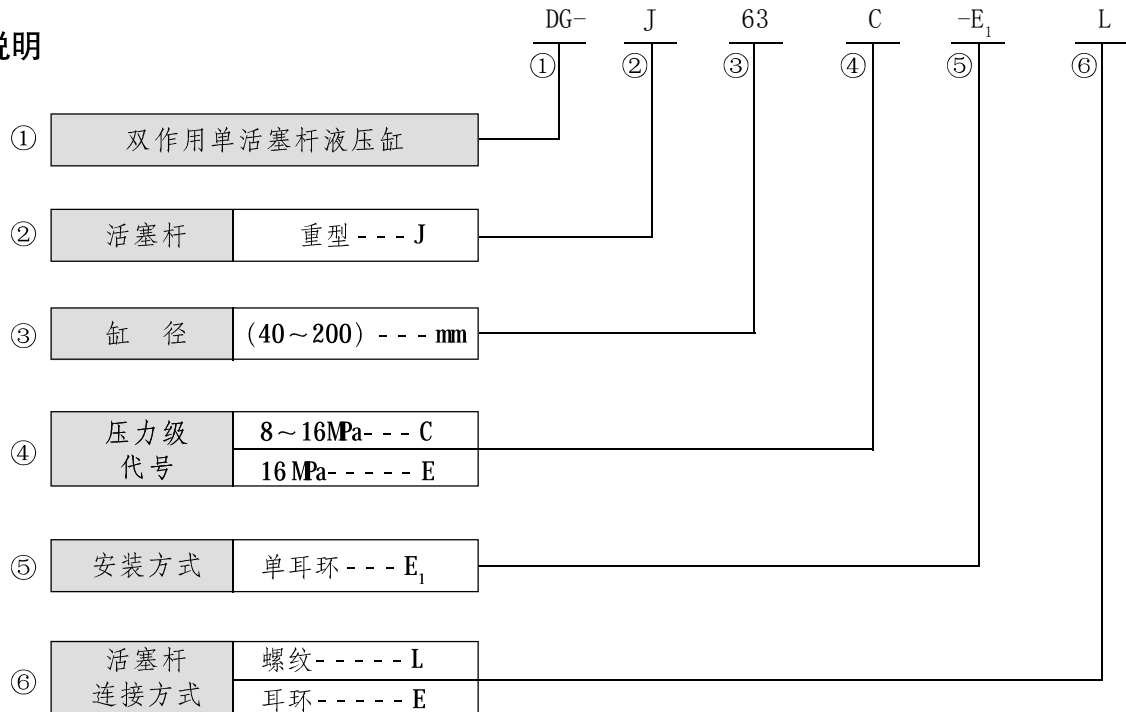 说明
DG- J 63 C -E₁ L
① ② ③ ④ ⑤ ⑥
① 双作用单活塞杆液压缸
② 活塞杆 重型---J
③ 缸 径 (40~200)---mm
④ 压力级代号
8~16MPa---C
16MPa-----E
⑤ 安装方式 单耳环---E₁
⑥ 活塞杆连接方式
螺纹-----L
耳环-----E